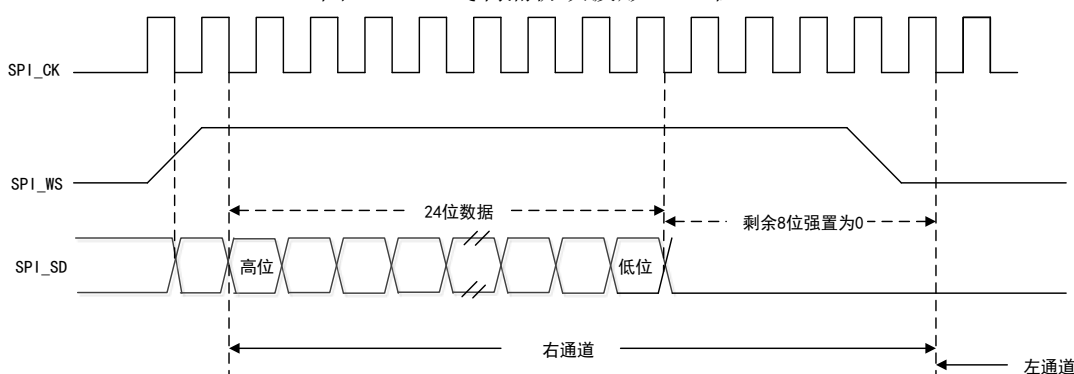 SPI_CK
SPI_WS
24位数据
剩余8位强置为0
SPI_SD
高位
低位
右通道
左通道